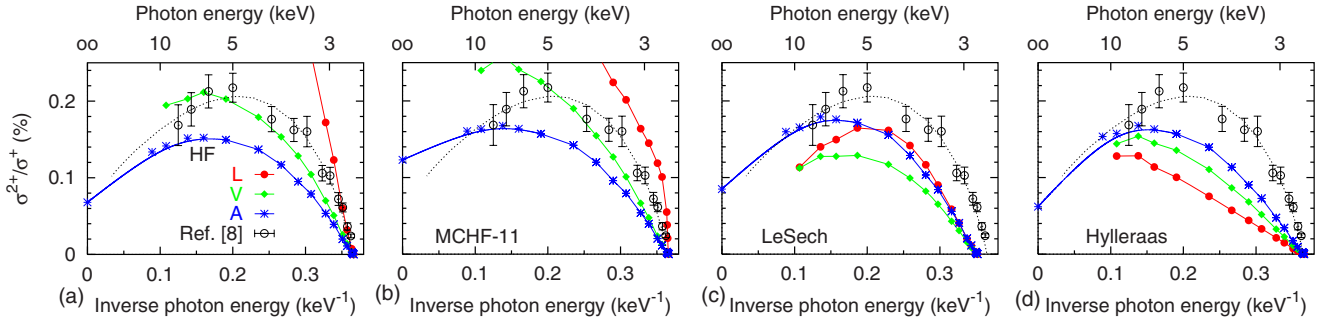 Photon energy (keV)
oo 10 5 3
σ²⁺/σ⁺ (%)
0.2
0.1
0
HF
L
V
A
Ref. [8]
0 0.1 0.2 0.3
(a) Inverse photon energy (keV⁻¹)
Photon energy (keV)
oo 10 5 3
MCHF-11
0 0.1 0.2 0.3
(b) Inverse photon energy (keV⁻¹)
Photon energy (keV)
oo 10 5 3
LeSech
0 0.1 0.2 0.3
(c) Inverse photon energy (keV⁻¹)
Photon energy (keV)
oo 10 5 3
Hylleraas
0 0.1 0.2 0.3
(d) Inverse photon energy (keV⁻¹)